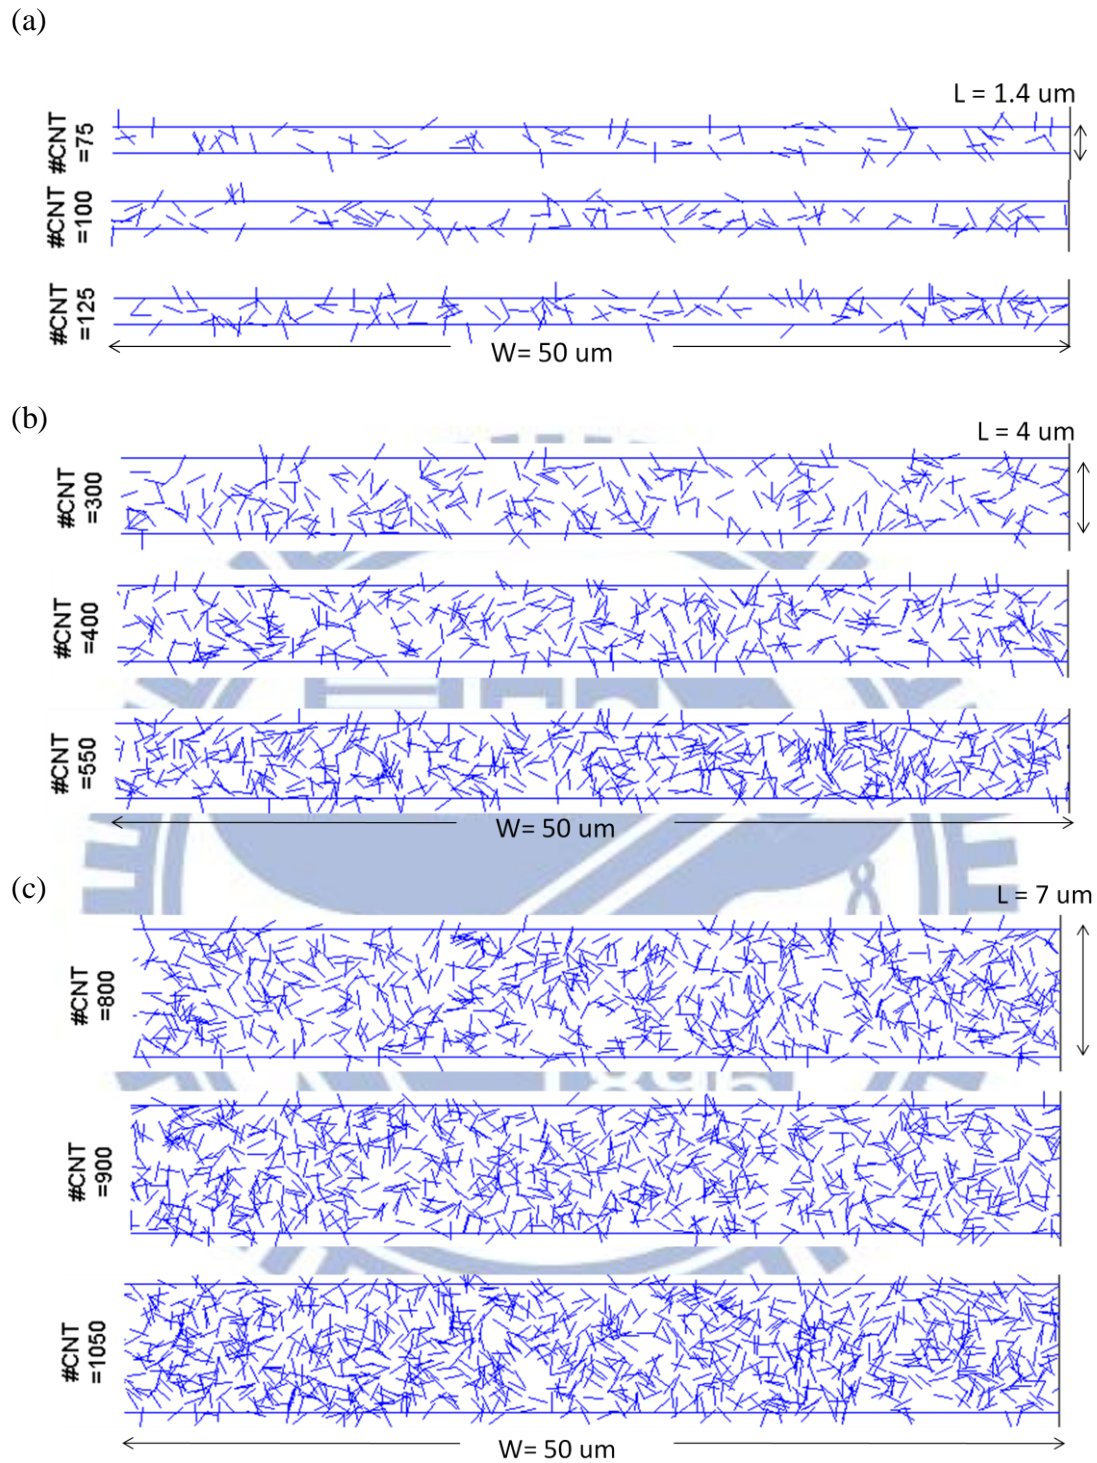 (a)
L = 1.4 um
#CNT
=75
#CNT
=100
#CNT
=125
W= 50 um
(b)
L = 4 um
#CNT
=300
#CNT
=400
#CNT
=550
W= 50 um
(c)
L = 7 um
#CNT
=800
1896
#CNT
=900
#CNT
=1050
W= 50 um